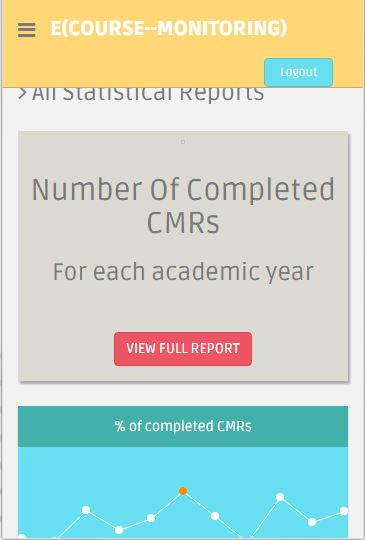 E(COURSE--MONITORING)
Logout
All Statistical Reports
Number Of Completed
CMRs
For each academic year
VIEW FULL REPORT
% of completed CMRs